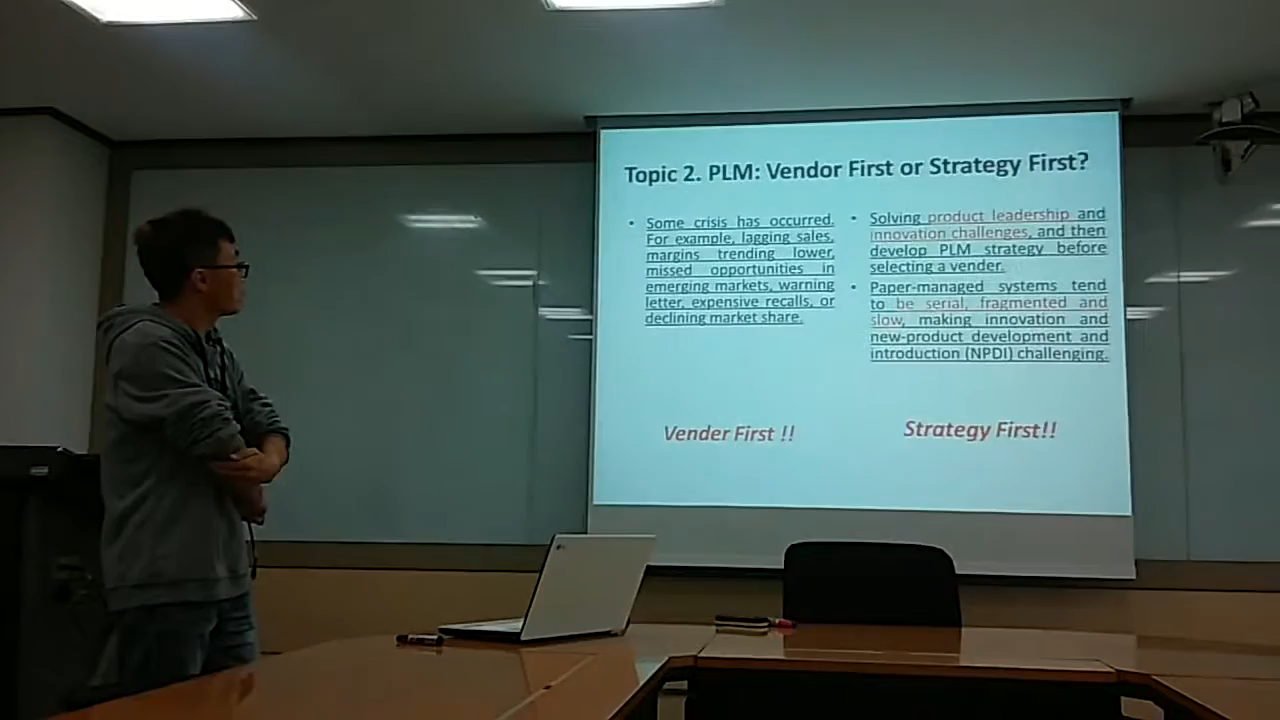 Topic 2. PLM: Vendor First or Strategy First?
• Some crisis has occurred.
For example, lagging sales,
margins trending lower,
missed opportunities in
emerging markets, warning
letter, expensive recalls, or
declining market share.
Vender First !!
• Solving product leadership and
innovation challenges, and then
develop PLM strategy before
selecting a vender.
• Paper-managed systems tend
to be serial, fragmented and
slow, making innovation and
new-product development and
introduction (NPDI) challenging.
Strategy First!!